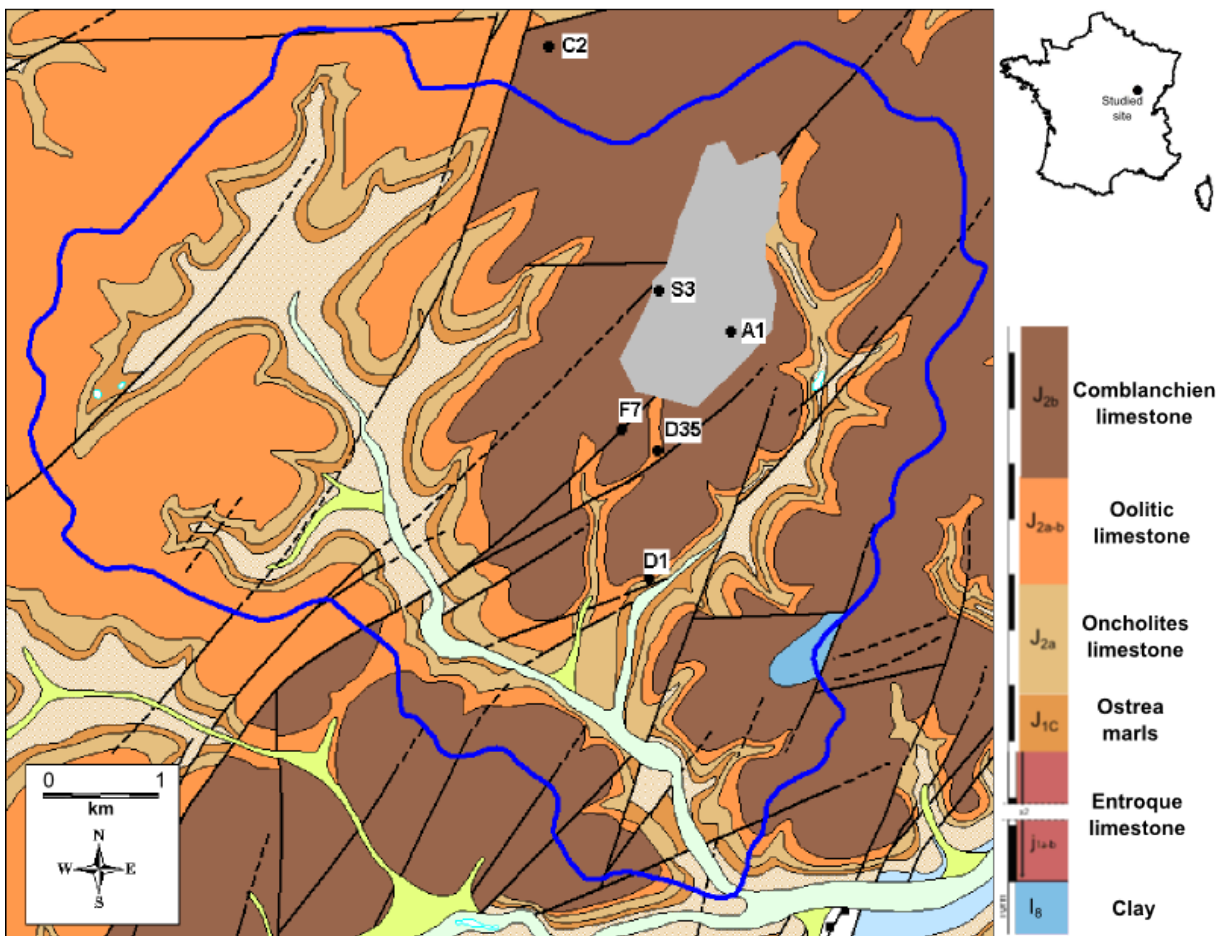 C2
Studied
site
S3
A1
F7
D35
D1
0 1
km
N
W E
S
J2b
Comblanchien
limestone
J2a-b
Oolitic
limestone
J2a
Oncholites
limestone
J1C
Ostrea
marls
Entroque
limestone
j1a-b
l8
Clay